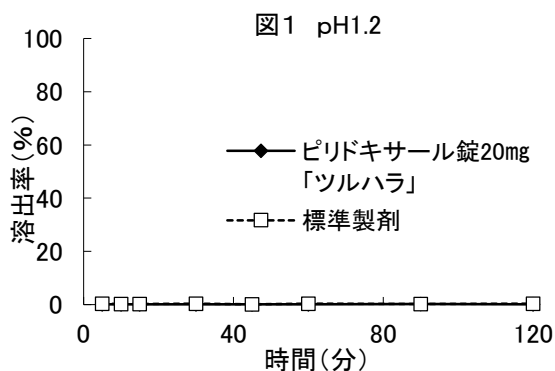 図1 pH1.2
100
80
60
40
20
0
溶出率(%)
ピリドキサール錠20mg
「ツルハラ」
標準製剤
0 40 80 120
時間(分)